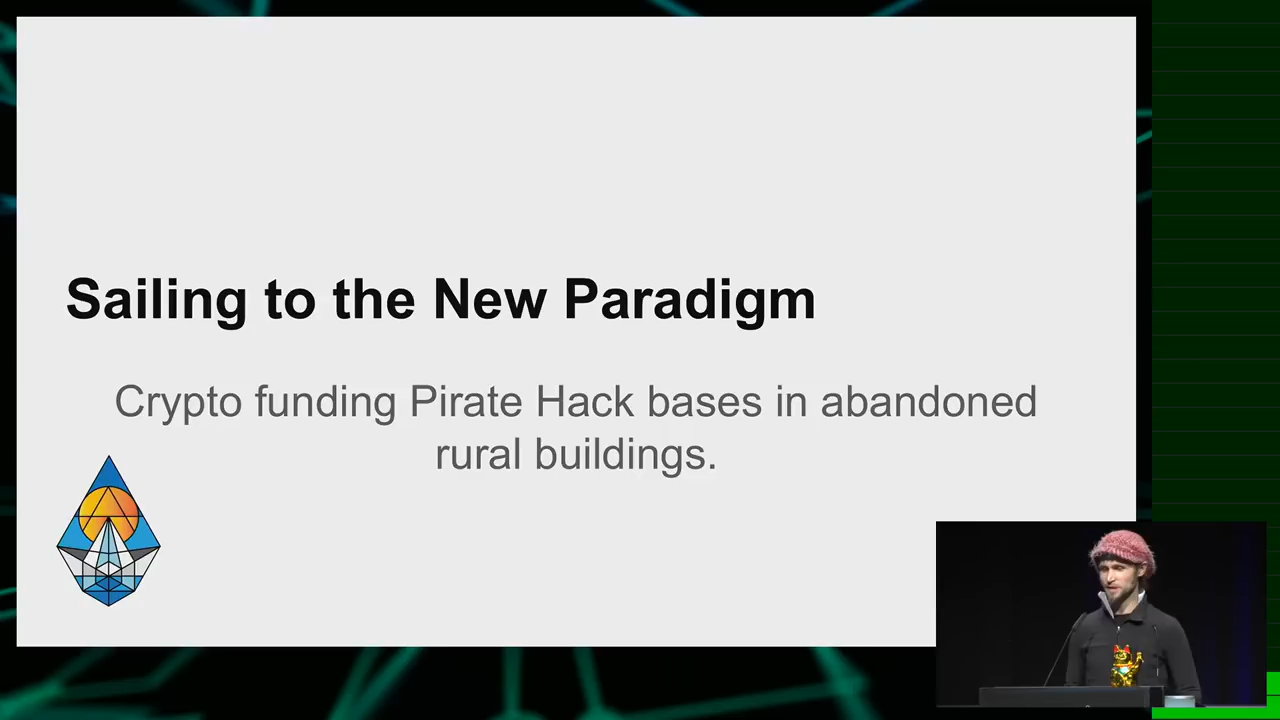 Sailing to the New Paradigm
Crypto funding Pirate Hack bases in abandoned
rural buildings.